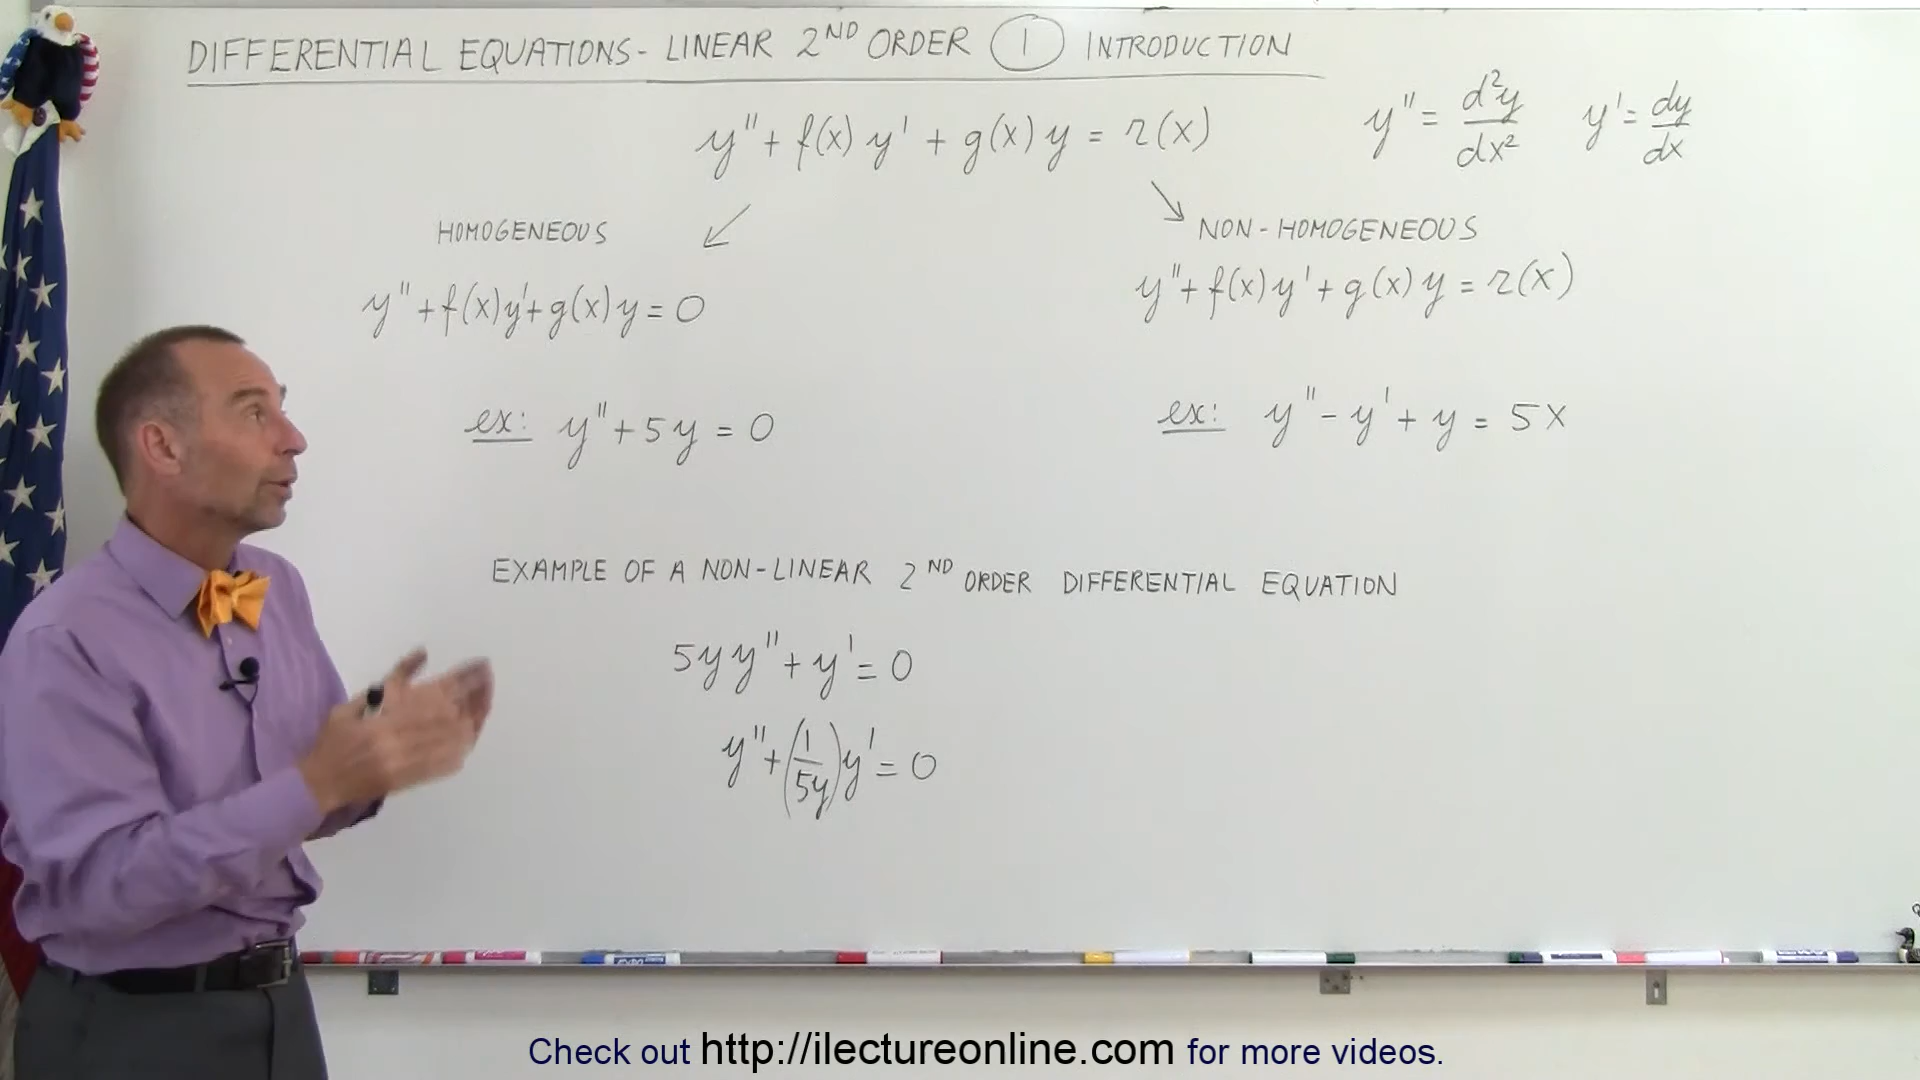 DIFFERENTIAL EQUATIONS - LINEAR 2ND ORDER 1 INTRODUCTION
y" + f(x) y' + g(x) y = r(x)
y" = d²y/dx² y' = dy/dx
HOMOGENEOUS
y" + f(x)y' + g(x)y = 0
ex: y" + 5y = 0
NON-HOMOGENEOUS
y" + f(x)y' + g(x)y = r(x)
ex: y" - y' + y = 5x
EXAMPLE OF A NON-LINEAR 2ND ORDER DIFFERENTIAL EQUATION
5yy" + y' = 0
y" + (1/5y)y' = 0
Check out http://ilectureonline.com for more videos.